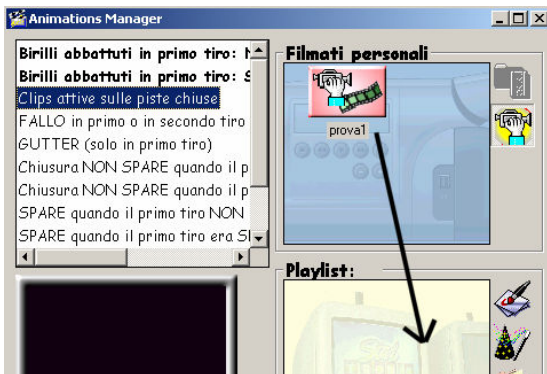 Animations Manager
Birilli abbattuti in primo tiro:
Birilli abbattuti in primo tiro:
Clips attive sulle piste chiuse
FALLO in primo o in secondo tiro
GUTTER (solo in primo tiro)
Chiusura NON SPARE quando il p
Chiusura NON SPARE quando il p
SPARE quando il primo tiro NON
SPARE quando il primo tiro era
Filmati personali
prova1
Playlist: